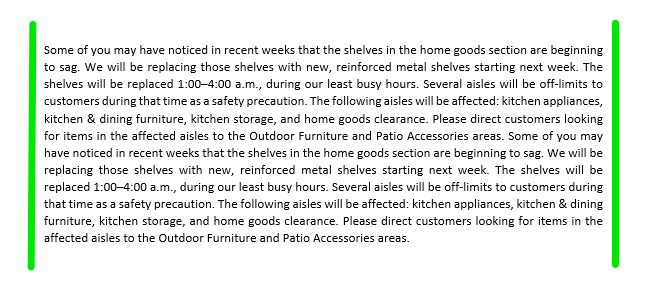 Some of you may have noticed in recent weeks that the shelves in the home goods section are beginning
to sag. We will be replacing those shelves with new, reinforced metal shelves starting next week. The
shelves will be replaced 1:00–4:00 a.m., during our least busy hours. Several aisles will be off-limits to
customers during that time as a safety precaution. The following aisles will be affected: kitchen appliances,
kitchen & dining furniture, kitchen storage, and home goods clearance. Please direct customers looking
for items in the affected aisles to the Outdoor Furniture and Patio Accessories areas. Some of you may
have noticed in recent weeks that the shelves in the home goods section are beginning to sag. We will be
replacing those shelves with new, reinforced metal shelves starting next week. The shelves will be
replaced 1:00–4:00 a.m., during our least busy hours. Several aisles will be off-limits to customers during
that time as a safety precaution. The following aisles will be affected: kitchen appliances, kitchen & dining
furniture, kitchen storage, and home goods clearance. Please direct customers looking for items in the
affected aisles to the Outdoor Furniture and Patio Accessories areas.